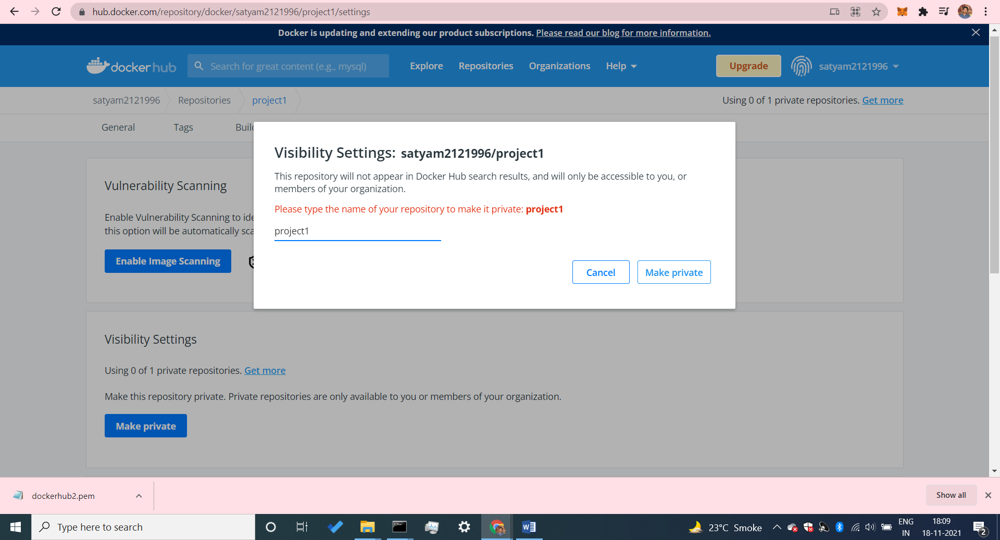 hub.docker.com/repository/docker/satyam2121996/project1/settings
Docker is updating and extending our product subscriptions. Please read our blog for more information.
docker hub
Search for great content (e.g., mysql)
Explore
Repositories
Organizations
Help
Upgrade
satyam2121996
satyam2121996
Repositories
project1
Using 0 of 1 private repositories. Get more
General
Tags
Visibility Settings: satyam2121996/project1
This repository will not appear in Docker Hub search results, and will only be accessible to you, or
members of your organization.
Please type the name of your repository to make it private: project1
project1
Cancel
Make private
Vulnerability Scanning
Enable Vulnerability Scanning to
this option will be automatically
Enable Image Scanning
Visibility Settings
Using 0 of 1 private repositories. Get more
Make this repository private. Private repositories are only available to you or members of your organization.
Make private
dockerhub2.pem
Show all
Type here to search
23°C Smoke
ENG
IN
18:09
18-11-2021
2